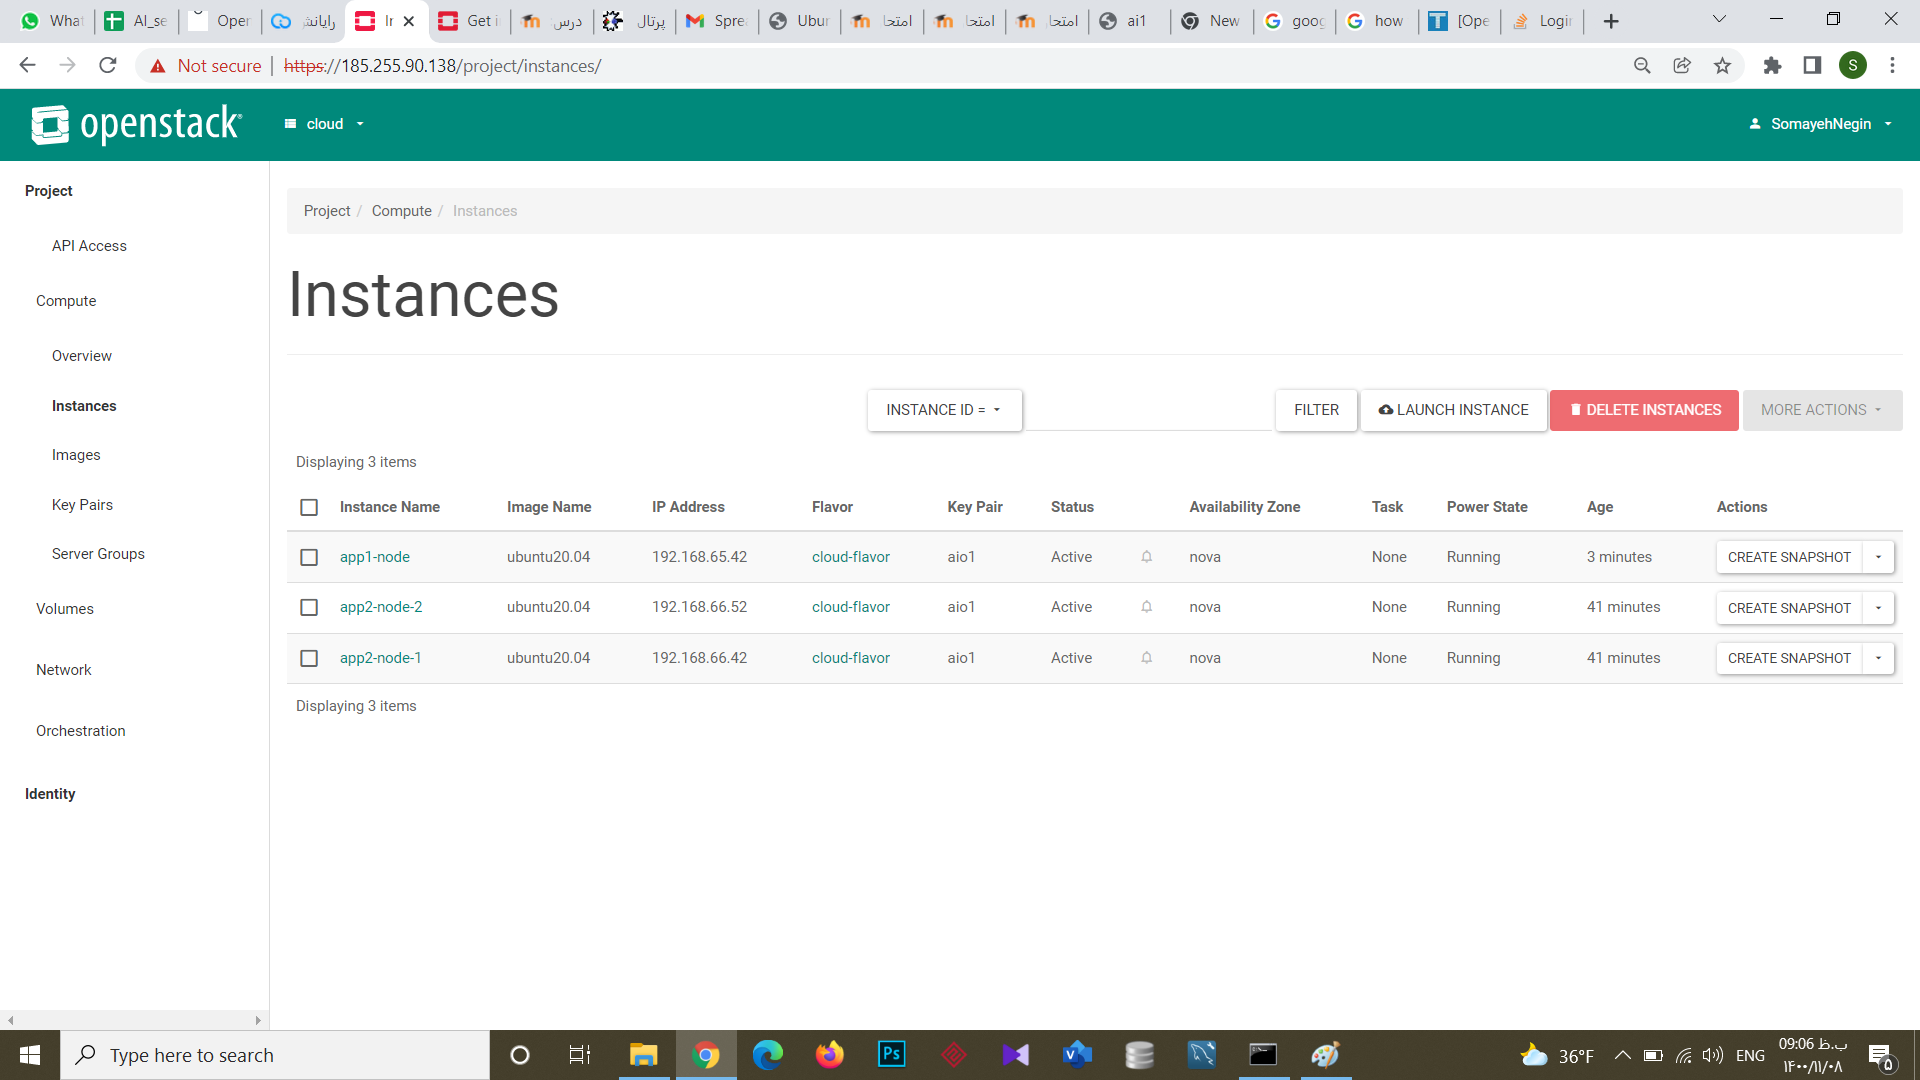 What
AI_se
Open
رایانش
In
Get i
درس:
پرتال
Sprea
Ubun
امتحا
امتحا
امتحا
ai1
New
goog
how
[Ope
Login
Not secure
https://185.255.90.138/project/instances/
S
openstack
cloud
SomayehNegin
Project
API Access
Compute
Overview
Instances
Images
Key Pairs
Server Groups
Volumes
Network
Orchestration
Identity
Project / Compute / Instances
Instances
INSTANCE ID = FILTER LAUNCH INSTANCE DELETE INSTANCES MORE ACTIONS
Displaying 3 items
Instance Name Image Name IP Address Flavor Key Pair Status Availability Zone Task Power State Age Actions
app1-node ubuntu20.04 192.168.65.42 cloud-flavor aio1 Active nova None Running 3 minutes CREATE SNAPSHOT
app2-node-2 ubuntu20.04 192.168.66.52 cloud-flavor aio1 Active nova None Running 41 minutes CREATE SNAPSHOT
app2-node-1 ubuntu20.04 192.168.66.42 cloud-flavor aio1 Active nova None Running 41 minutes CREATE SNAPSHOT
Displaying 3 items
Type here to search
Ps
36°F
ENG
09:06 ب.ظ
۱۴۰۰/۱۱/۰۸
۵